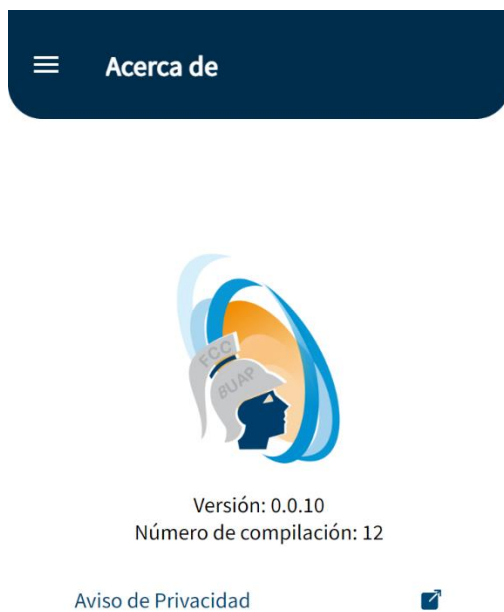 Acerca de
FCC
BUAP
Versión: 0.0.10
Número de compilación: 12
Aviso de Privacidad